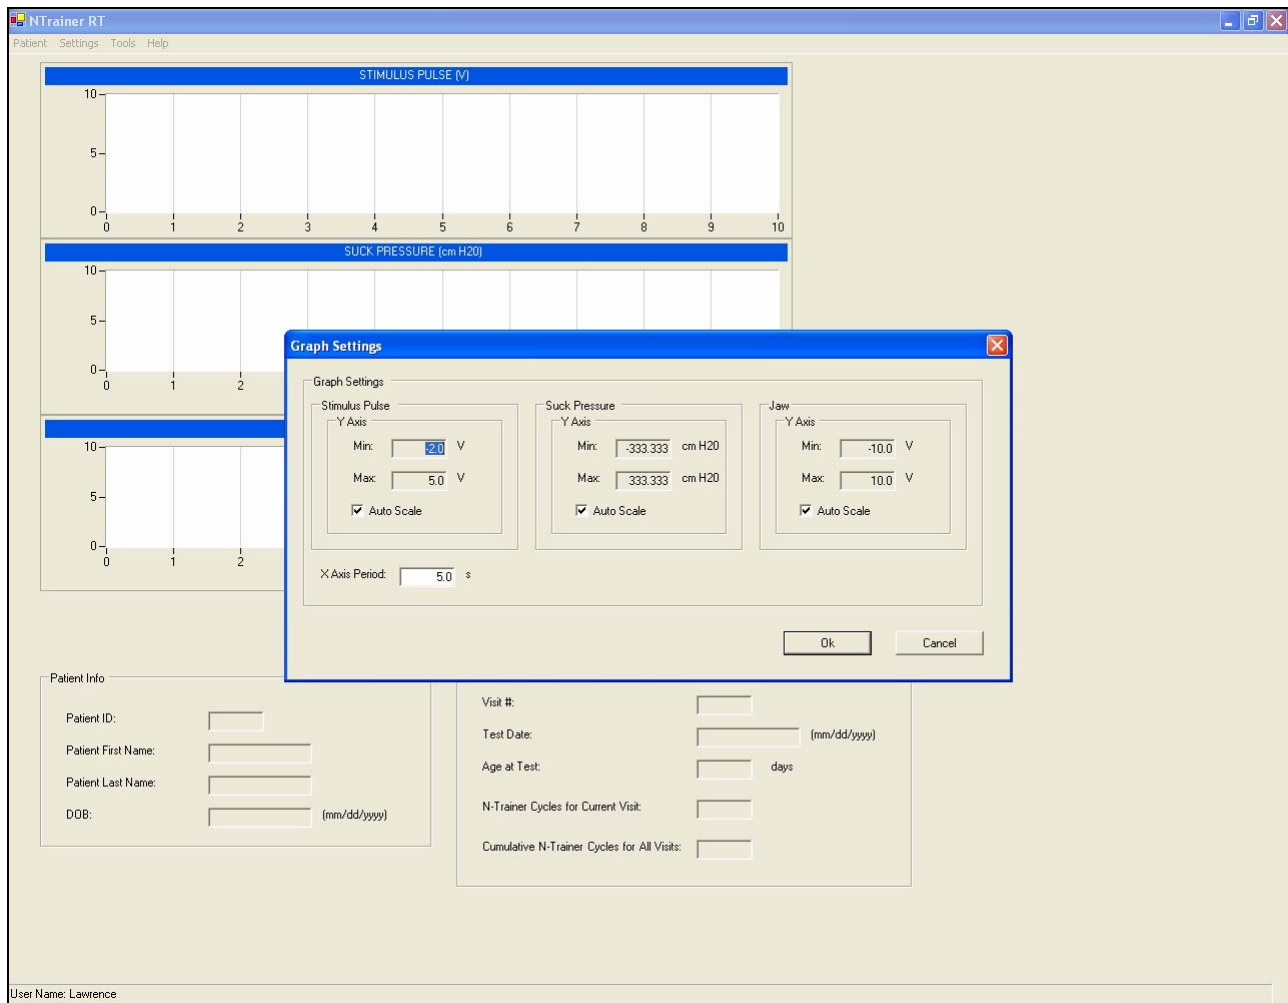 NTrainer RT
Patient Settings Tools Help
STIMULUS PULSE (V)
10
5
0
0 1 2 3 4 5 6 7 8 9 10
SUCK PRESSURE (cm H20)
10
5
0
0 1 2
10
5
0
0 1 2
Graph Settings
Graph Settings
Stimulus Pulse
Y Axis
Min: -2.0 V
Max: 5.0 V
Auto Scale
Suck Pressure
Y Axis
Min: -333.333 cm H20
Max: 333.333 cm H20
Auto Scale
Jaw
Y Axis
Min: -10.0 V
Max: 10.0 V
Auto Scale
X Axis Period: 5.0 s
Ok Cancel
Patient Info
Patient ID:
Patient First Name:
Patient Last Name:
DOB: (mm/dd/yyyy)
Visit #:
Test Date: (mm/dd/yyyy)
Age at Test: days
N-Trainer Cycles for Current Visit:
Cumulative N-Trainer Cycles for All Visits:
User Name: Lawrence